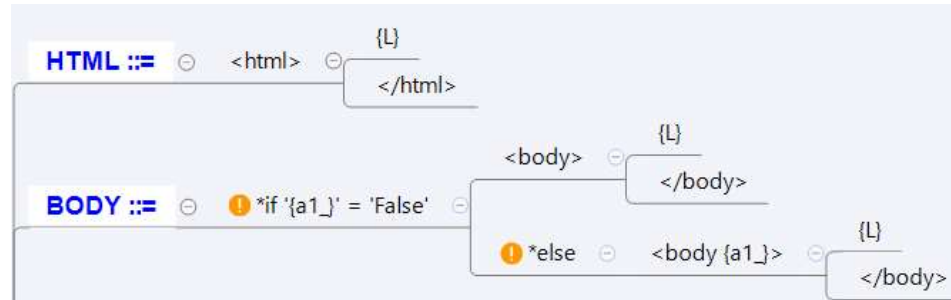 HTML ::= <html> {L}
</html>
<body> {L}
</body>
BODY ::= *if '{a1_}' = 'False'
*else <body {a1_}> {L}
</body>